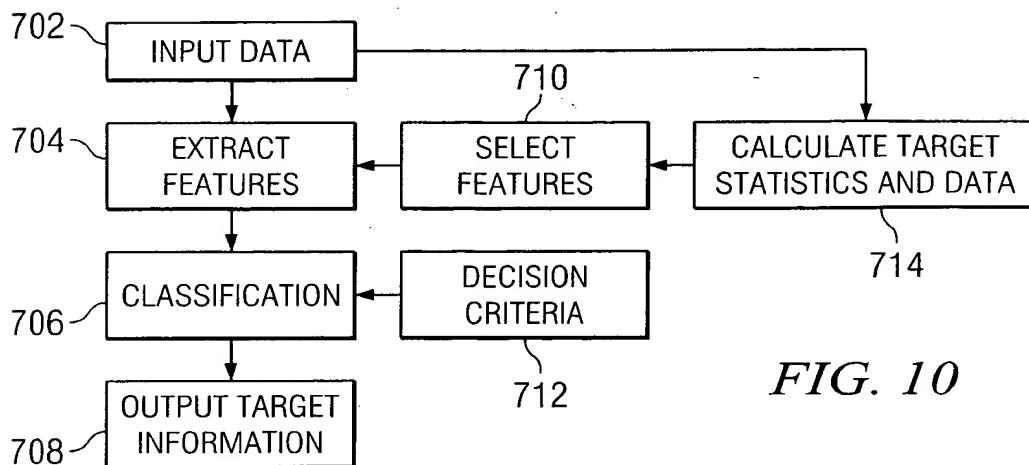 702
INPUT DATA
710
704
EXTRACT
FEATURES
SELECT
FEATURES
CALCULATE TARGET
STATISTICS AND DATA
714
706
CLASSIFICATION
DECISION
CRITERIA
712
708
OUTPUT TARGET
INFORMATION
FIG. 10